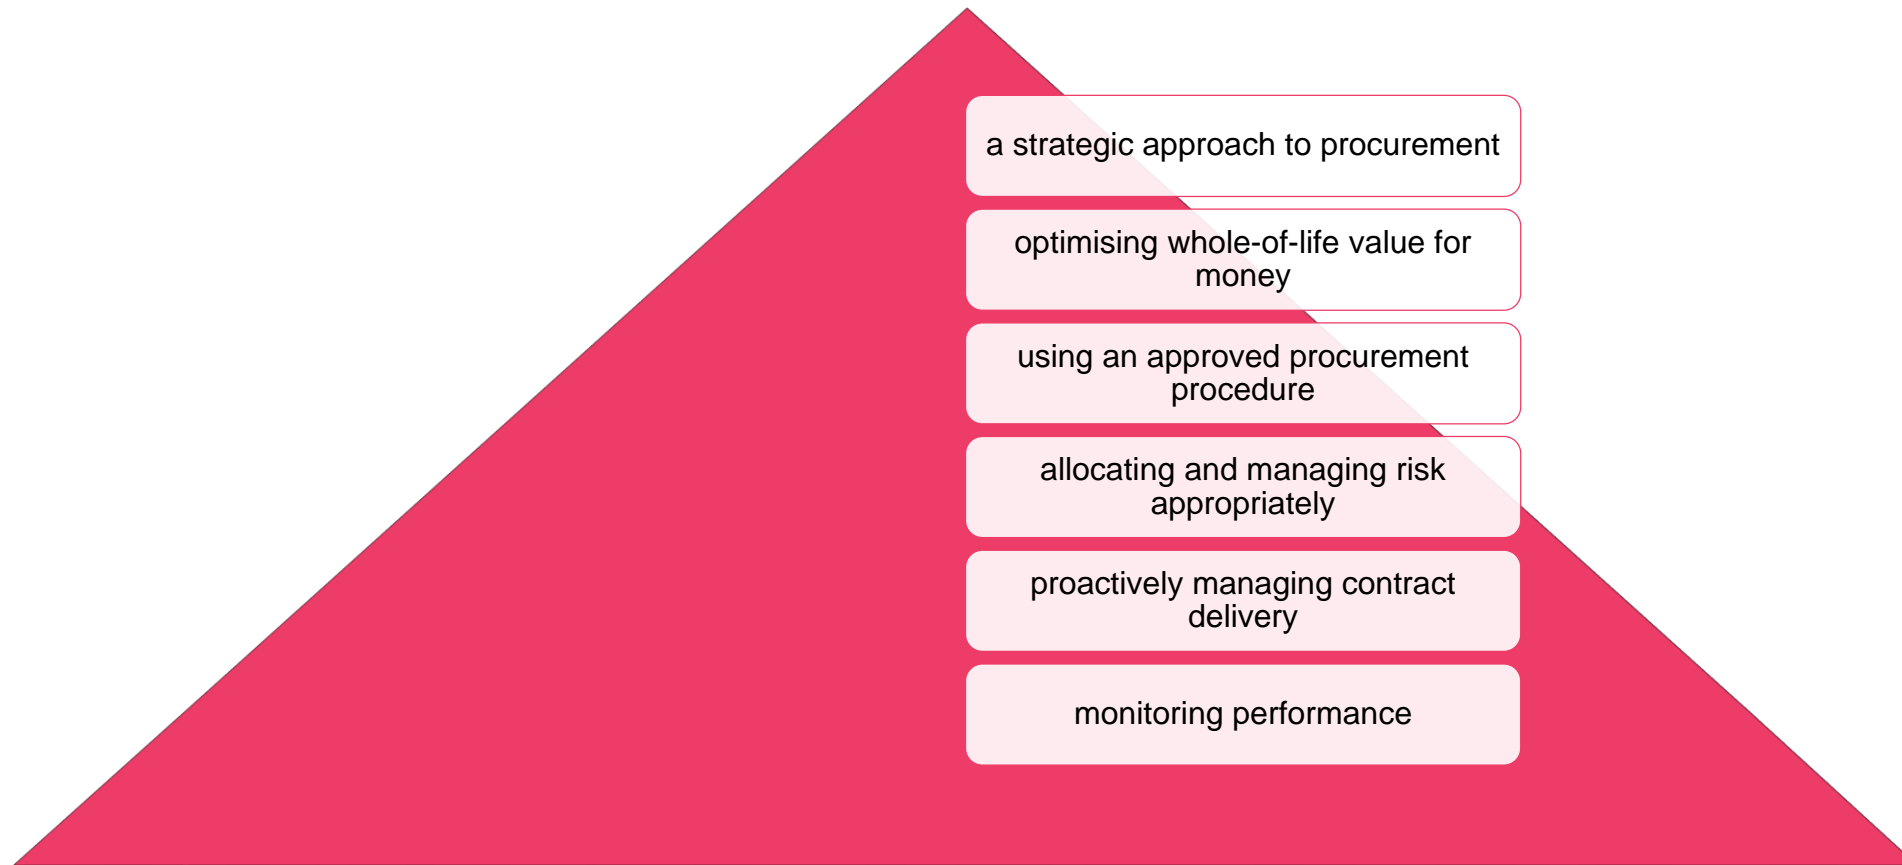 a strategic approach to procurement
optimising whole-of-life value for
money
using an approved procurement
procedure
allocating and managing risk
appropriately
proactively managing contract
delivery
monitoring performance